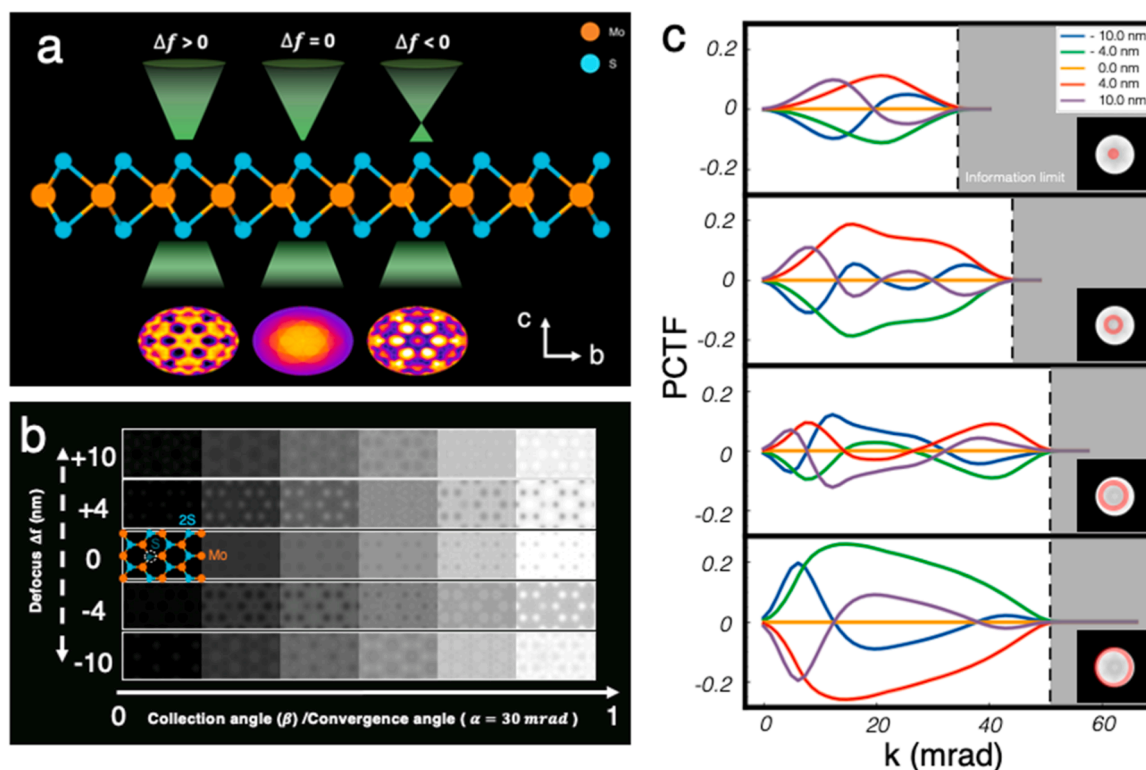 a
Δf > 0
Δf = 0
Δf < 0
Mo
S
c
b
b
Defocus Δf (nm)
+10
+4
0
-4
-10
2S
S
Mo
0
Collection angle (β) /Convergence angle ( α = 30 mrad )
1
c
PCTF
0.2
0
-0.2
- 10.0 nm
- 4.0 nm
0.0 nm
4.0 nm
10.0 nm
Information limit
0.2
0
-0.2
0.2
0
-0.2
0.2
0
-0.2
0
20
40
60
k (mrad)